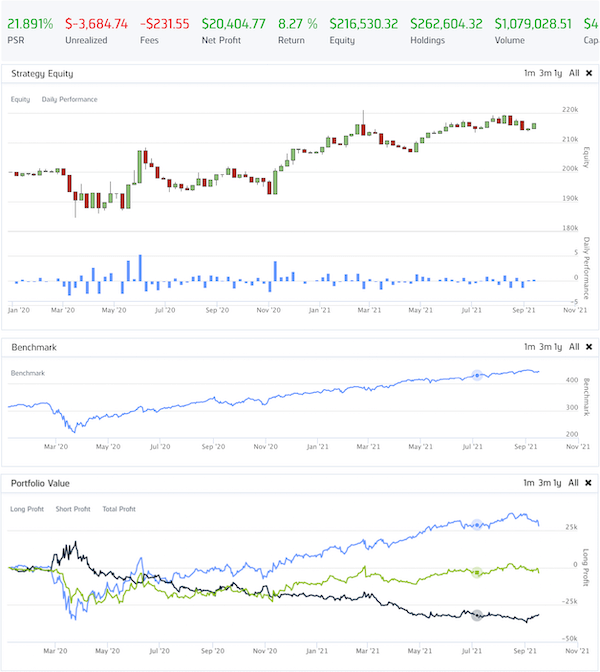 21.891% $-3,684.74 -$231.55 $20,404.77 8.27 % $216,530.32 $262,604.32 $1,079,028.51 $4
PSR Unrealized Fees Net Profit Return Equity Holdings Volume Cap
Strategy Equity 1m 3m 1y All ×
Equity Daily Performance
220k
210k
200k
190k
180k
Equity
5
0
-5
Daily Performance
Jan '20 Mar '20 May '20 Jul '20 Sep '20 Nov '20 Jan '21 Mar '21 May '21 Jul '21 Sep '21 Nov '21
Benchmark 1m 3m 1y All ×
Benchmark
400
300
200
Benchmark
Mar '20 May '20 Jul '20 Sep '20 Nov '20 Jan '21 Mar '21 May '21 Jul '21 Sep '21 Nov '21
Portfolio Value 1m 3m 1y All ×
Long Profit Short Profit Total Profit
25k
0
-25k
-50k
Long Profit
Mar '20 May '20 Jul '20 Sep '20 Nov '20 Jan '21 Mar '21 May '21 Jul '21 Sep '21 Nov '21